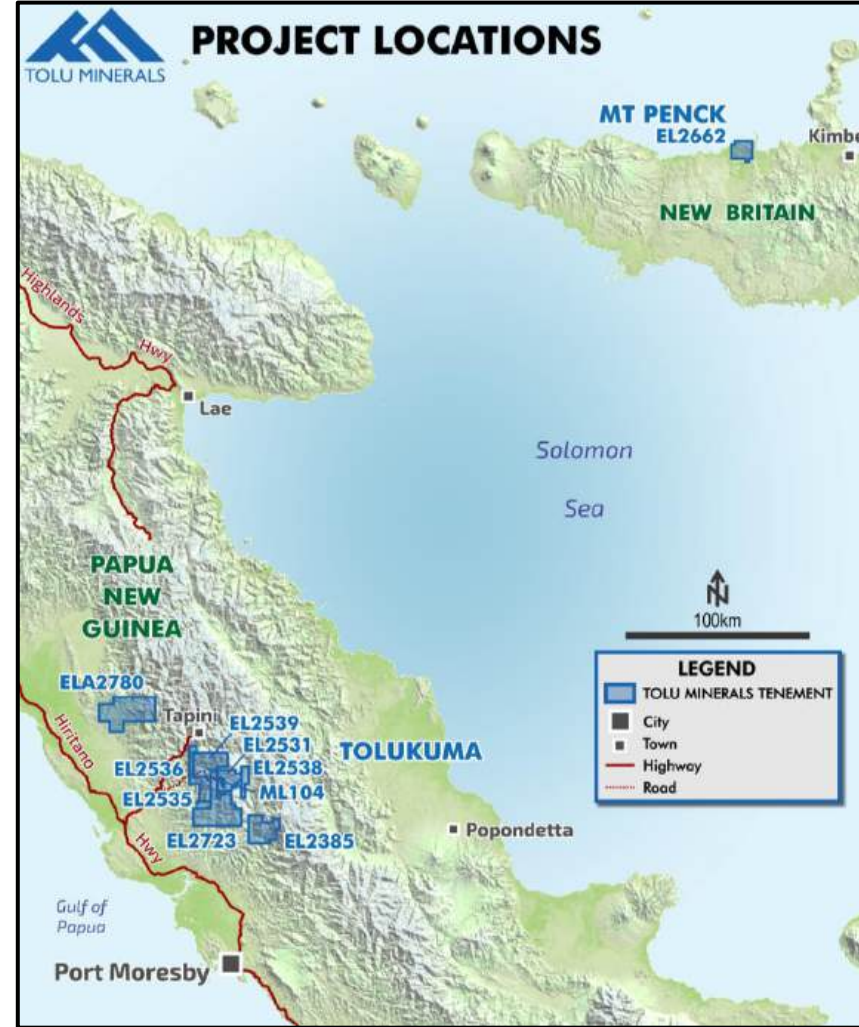 TOLU MINERALS
PROJECT LOCATIONS
MT PENCK
EL2662
Kimbe
NEW BRITAIN
Highlands
Hwy
Lae
Solomon
Sea
PAPUA
NEW
GUINEA
N
100km
LEGEND
TOLU MINERALS TENEMENT
City
Town
Highway
Road
ELA2780
Tapini
EL2539
EL2531
TOLUKUMA
Hiritano
EL2536
EL2538
EL2535
ML104
EL2723
EL2385
Popondetta
Hwy
Gulf of
Papua
Port Moresby